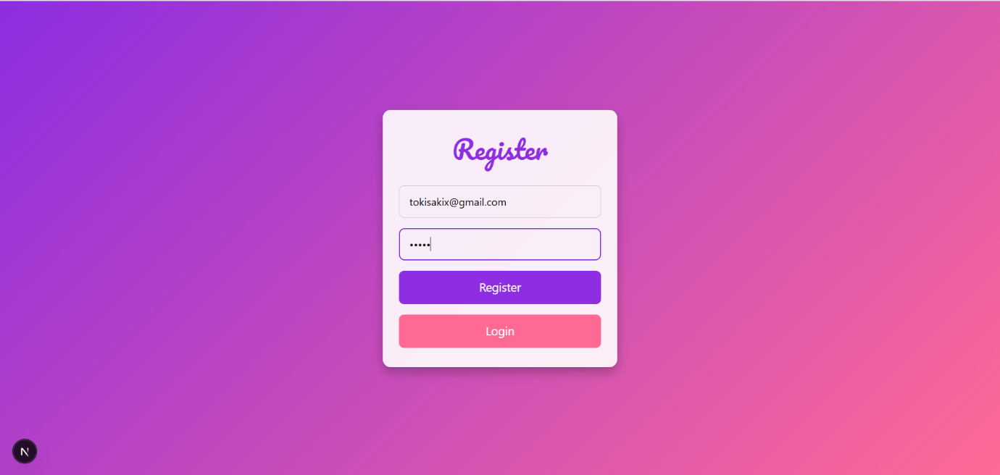 Register
tokisakix@gmail.com
•••••
Register
Login
N